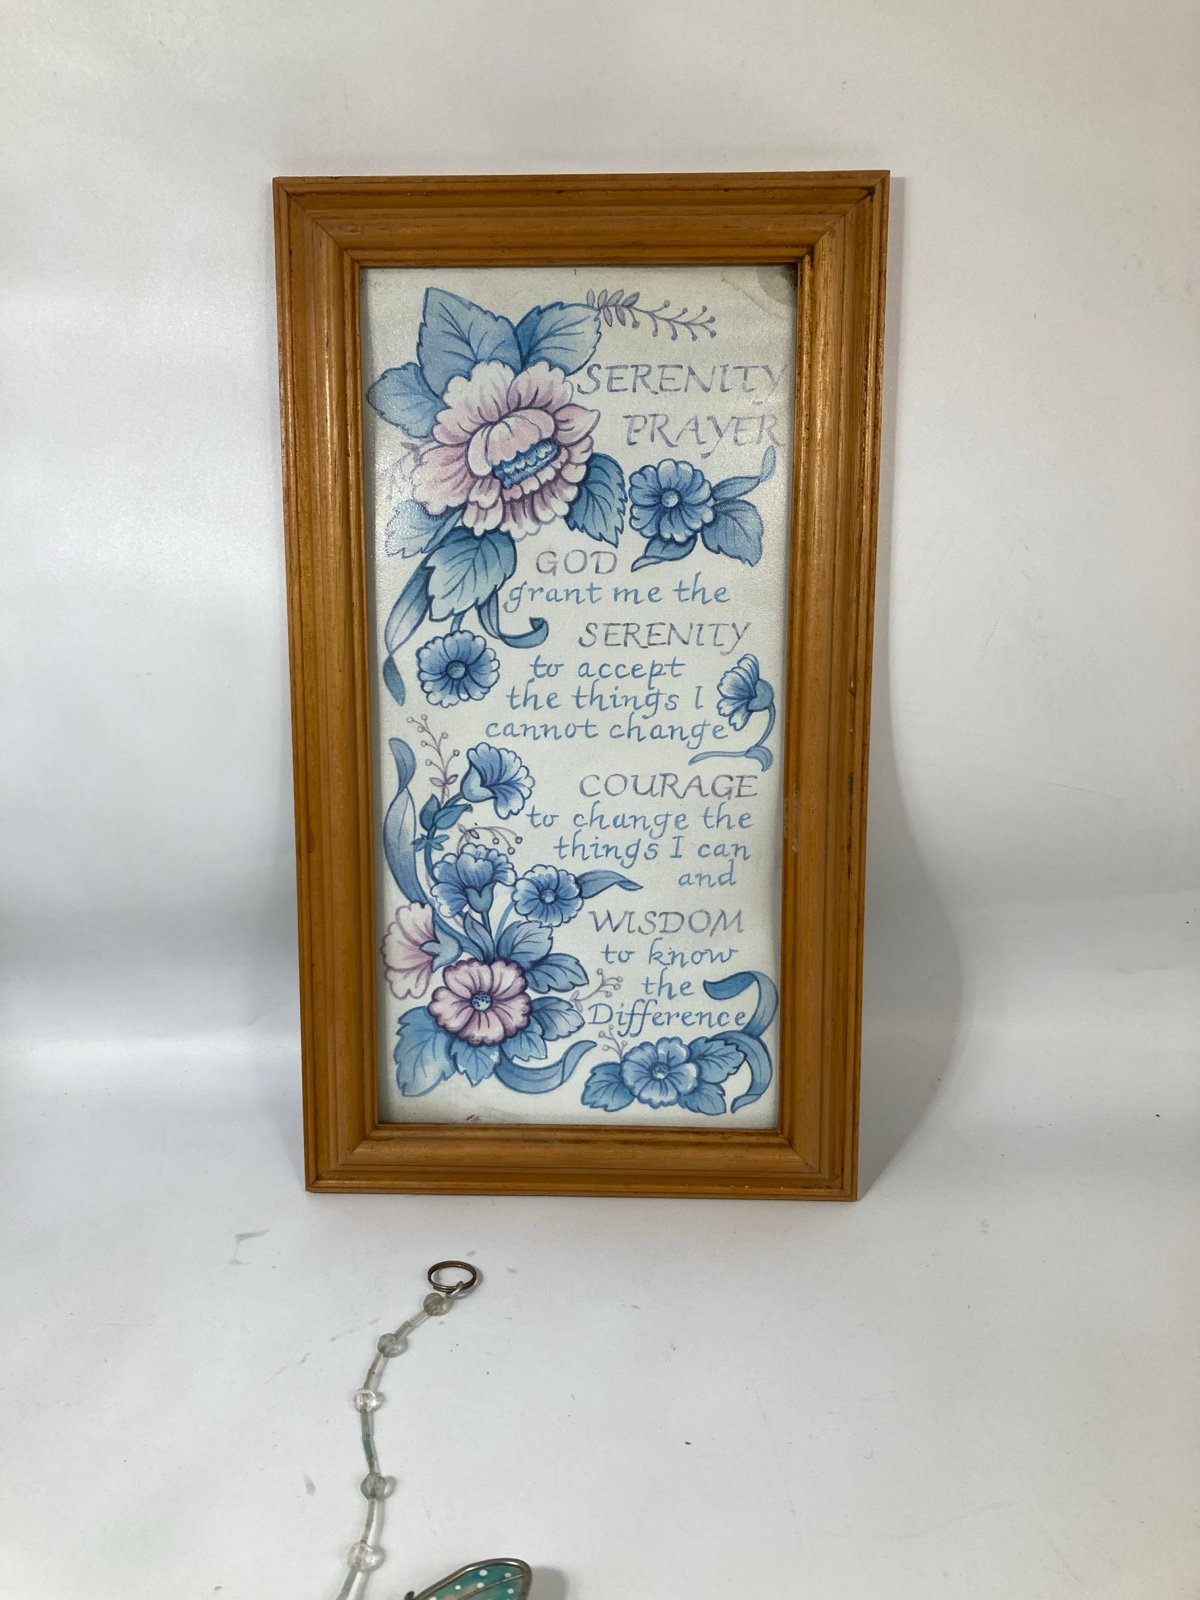 SERENITY
PRAYER
GOD
grant me the
SERENITY
to accept
the things I
cannot change
COURAGE
to change the
things I can
and
WISDOM
to know
the
Difference